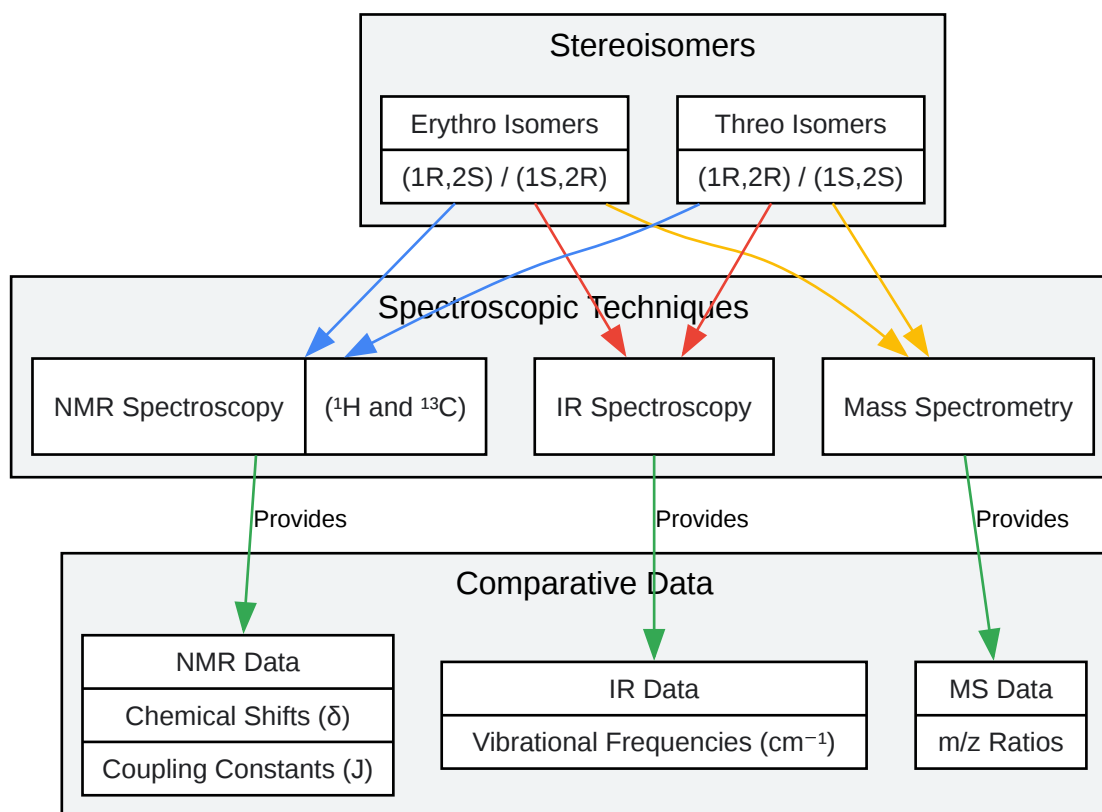 Stereoisomers
Erythro Isomers
(1R,2S) / (1S,2R)
Threo Isomers
(1R,2R) / (1S,2S)
Spectroscopic Techniques
NMR Spectroscopy
(¹H and ¹³C)
IR Spectroscopy
Mass Spectrometry
Provides
Provides
Provides
Comparative Data
NMR Data
Chemical Shifts (δ)
Coupling Constants (J)
IR Data
Vibrational Frequencies (cm⁻¹)
MS Data
m/z Ratios